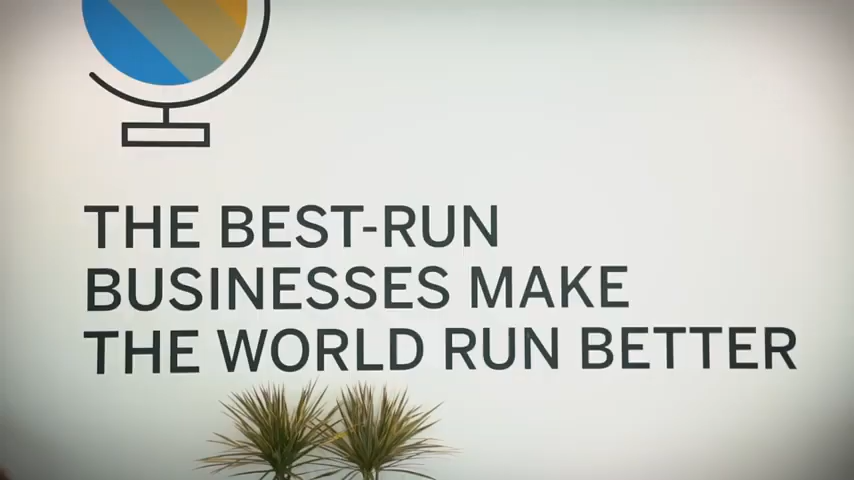 THE BEST-RUN
BUSINESSES MAKE
THE WORLD RUN BETTER